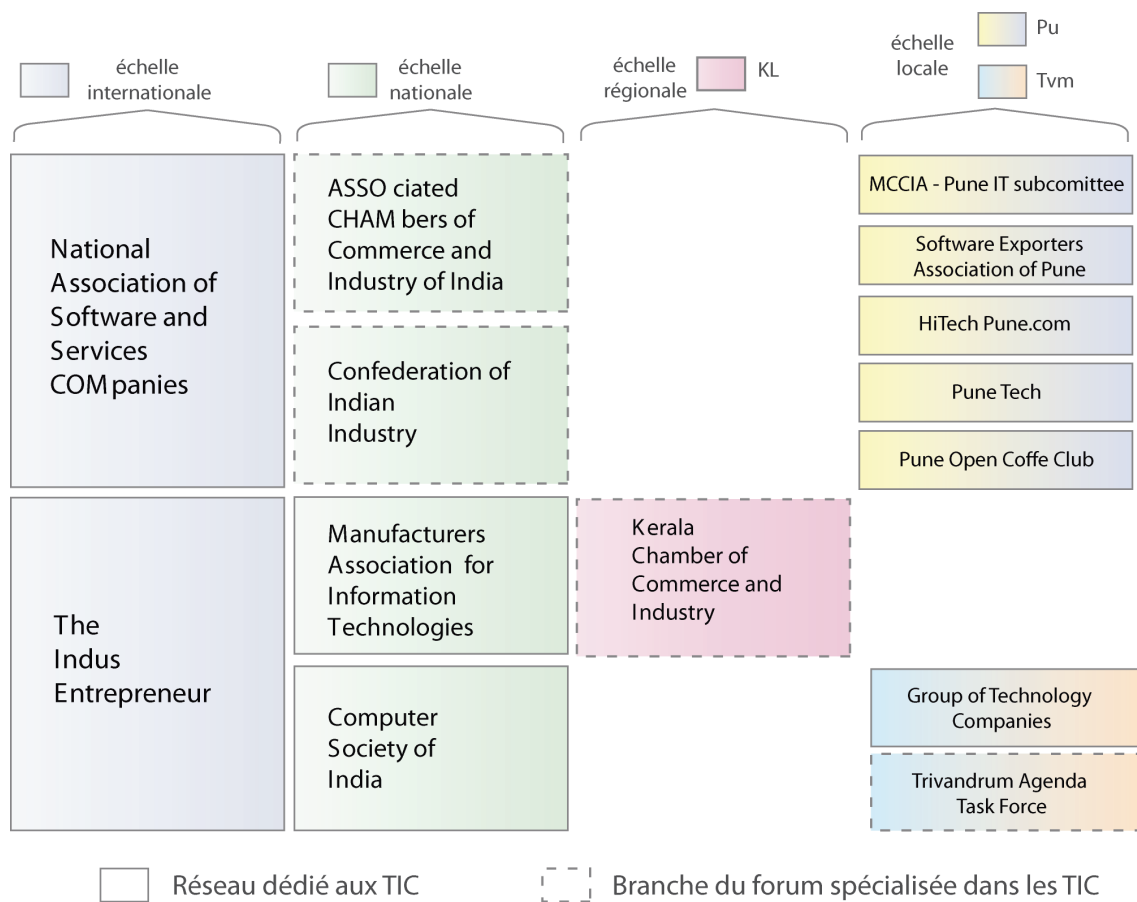 échelle
internationale
échelle
nationale
échelle
régionale
KL
échelle
locale
Pu
Tvm
National
Association of
Software and
Services
COM panies
The
Indus
Entrepreneur
ASSO ciated
CHAM bers of
Commerce and
Industry of India
Confederation of
Indian
Industry
Manufacturers
Association for
Information
Technologies
Computer
Society of
India
Kerala
Chamber of
Commerce and
Industry
MCCIA - Pune IT subcomittee
Software Exporters
Association of Pune
HiTech Pune.com
Pune Tech
Pune Open Coffe Club
Group of Technology
Companies
Trivandrum Agenda
Task Force
Réseau dédié aux TIC
Branche du forum spécialisée dans les TIC